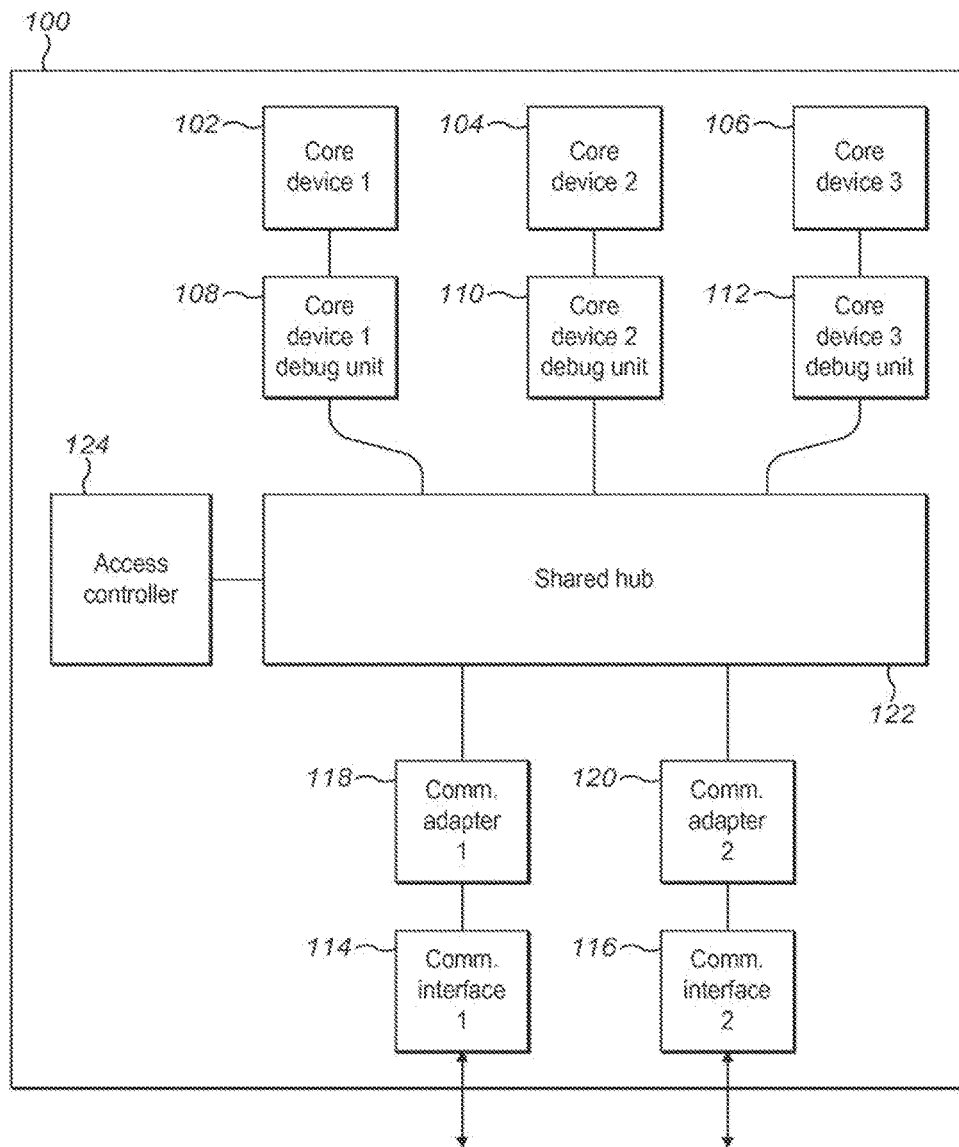 100
102
Core
device 1
104
Core
device 2
106
Core
device 3
108
Core
device 1
debug unit
110
Core
device 2
debug unit
112
Core
device 3
debug unit
124
Access
controller
Shared hub
122
118
Comm.
adapter
1
120
Comm.
adapter
2
114
Comm.
interface
1
116
Comm.
interface
2